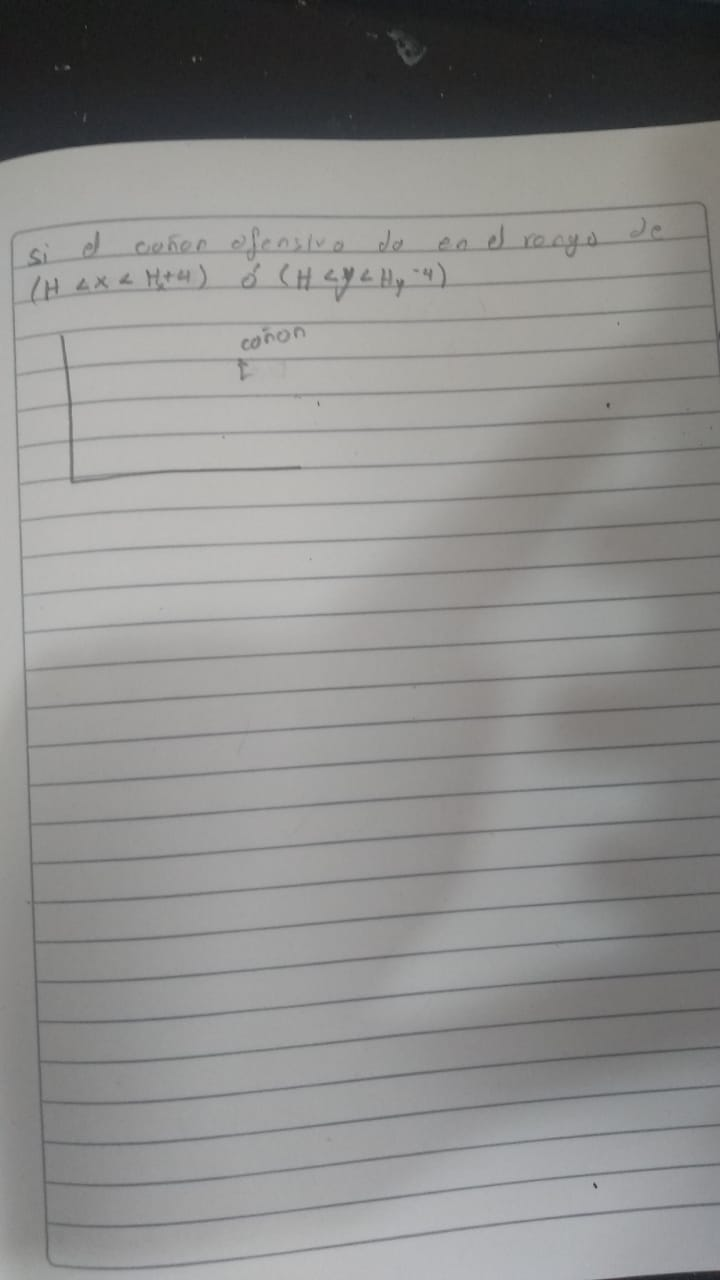 si el cañon ofensivo da en el rango de
(H < x < Hx+4) ó (H < y < Hy -4)
cañon